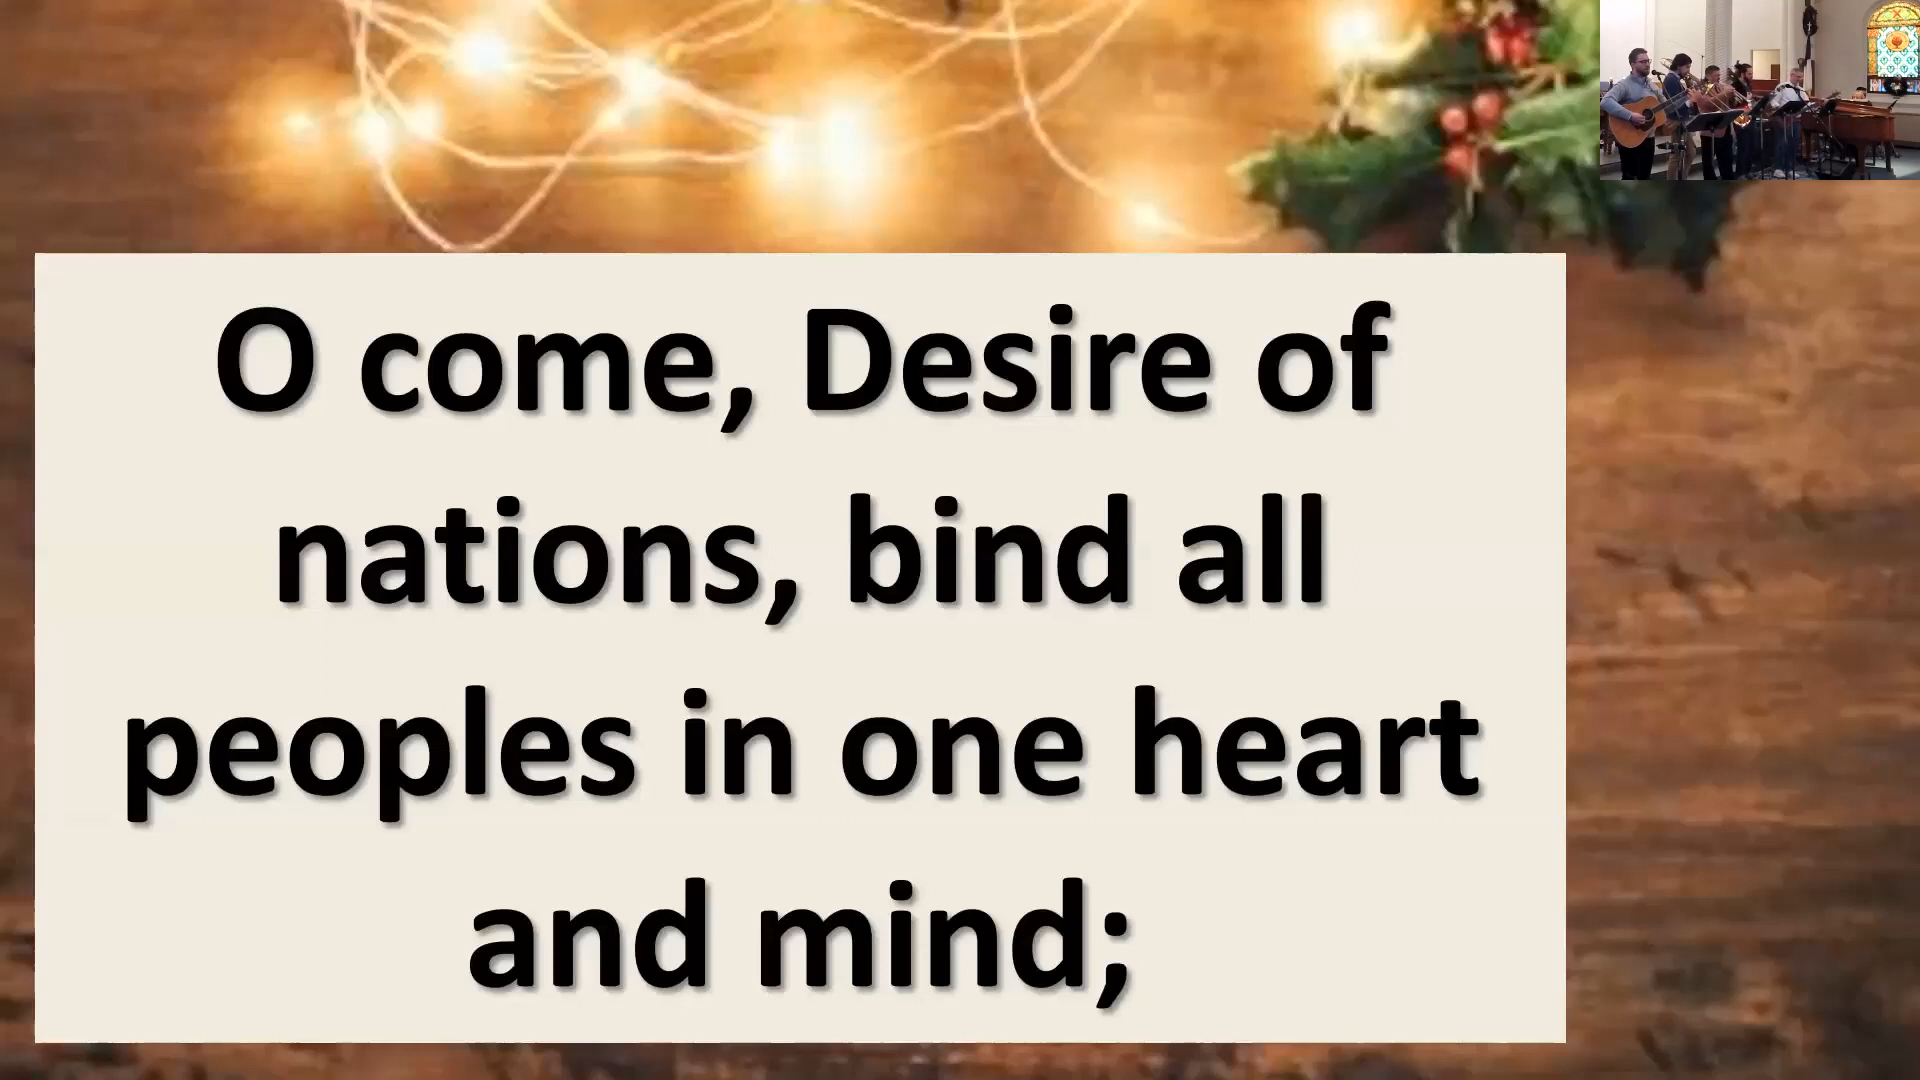 O come, Desire of
nations, bind all
peoples in one heart
and mind;